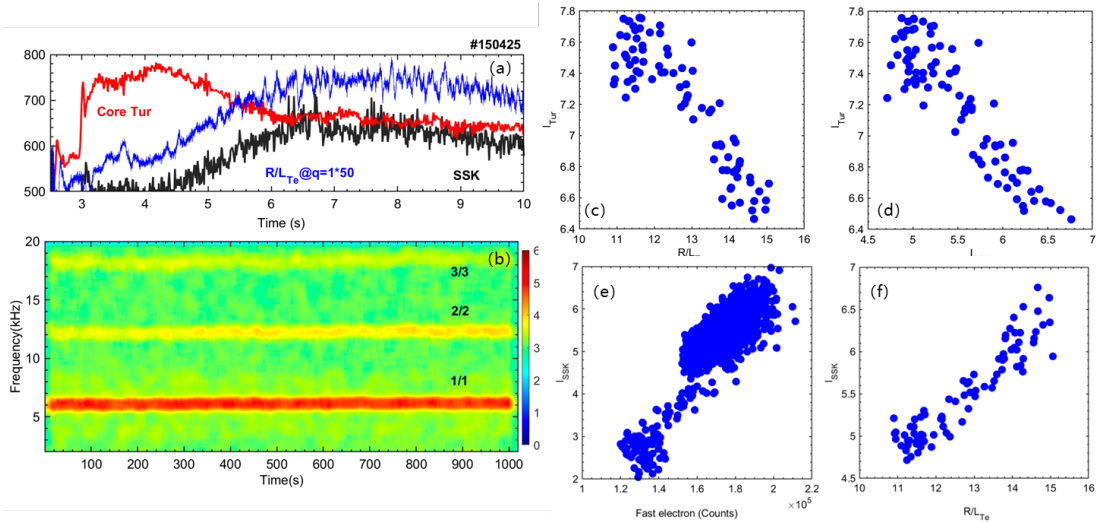 #150425
(a)
Core Tur
R/L_Te@q=1*50
SSK
800
700
600
500
3 4 5 6 7 8 9 10
Time (s)
(b)
3/3
2/2
1/1
Frequency(kHz)
20
15
10
5
100 200 300 400 500 600 700 800 900 1000
Time(s)
6
5
4
3
2
1
0
(c)
I_Tur
7.8
7.6
7.4
7.2
7
6.8
6.6
6.4
10 11 12 13 14 15 16
(d)
I_Tur
7.8
7.6
7.4
7.2
7
6.8
6.6
6.4
4.5 5 5.5 6 6.5 7
(e)
I_SSK
7
6
5
4
3
2
1 1.2 1.4 1.6 1.8 2 2.2
×10^5
Fast electron (Counts)
(f)
I_SSK
6.5
6
5.5
5
4.5
10 11 12 13 14 15 16
R/L_Te